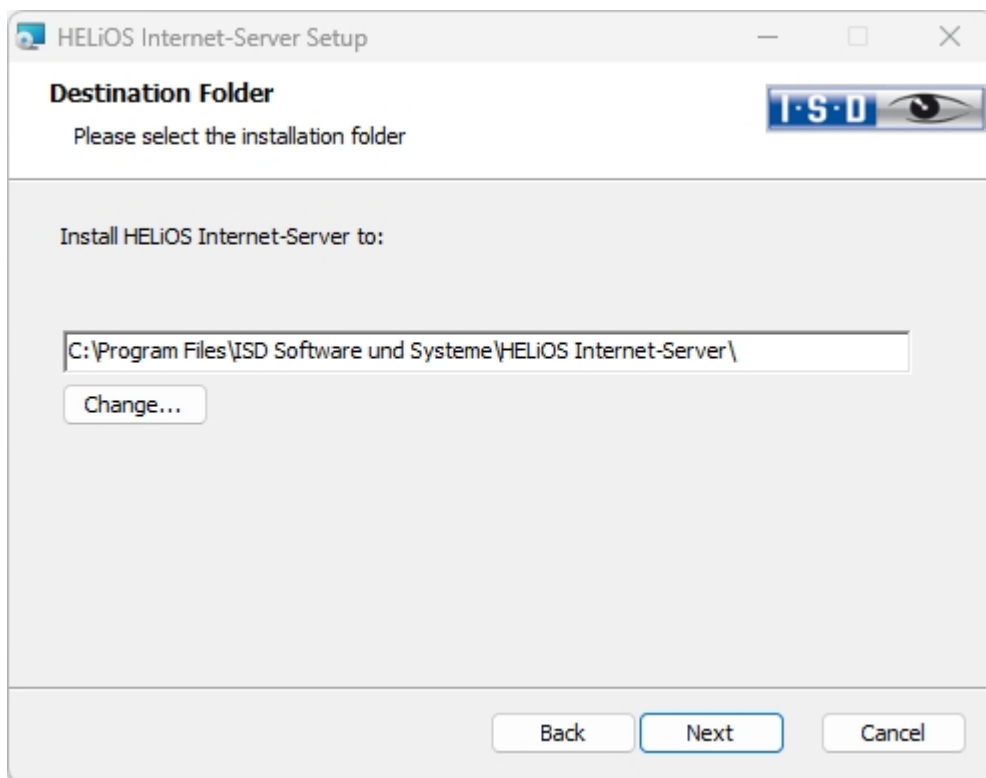 HELiOS Internet-Server Setup
Destination Folder
Please select the installation folder
I·S·D
Install HELiOS Internet-Server to:
C:\Program Files\ISD Software und Systeme\HELiOS Internet-Server\
Change...
Back
Next
Cancel